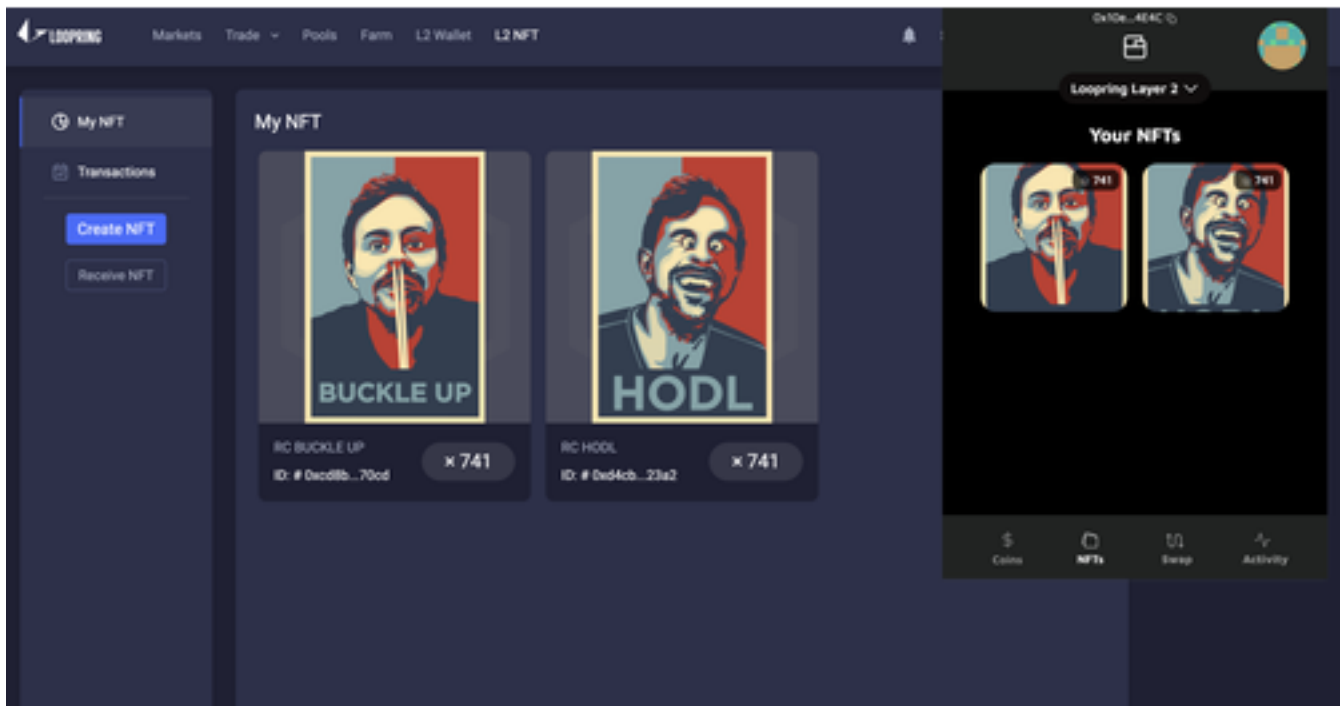 LOOPRING
Markets Trade Pools Farm L2 Wallet L2 NFT
My NFT
Transactions
Create NFT
Receive NFT
My NFT
BUCKLE UP
RC BUCKLE UP
ID: # 0xcd8b...70cd
× 741
HODL
RC HODL
ID: # 0xd4cb...23a2
× 741
0x10e...4E4C
Loopring Layer 2
Your NFTs
741
741
Coins NFTs Swap Activity